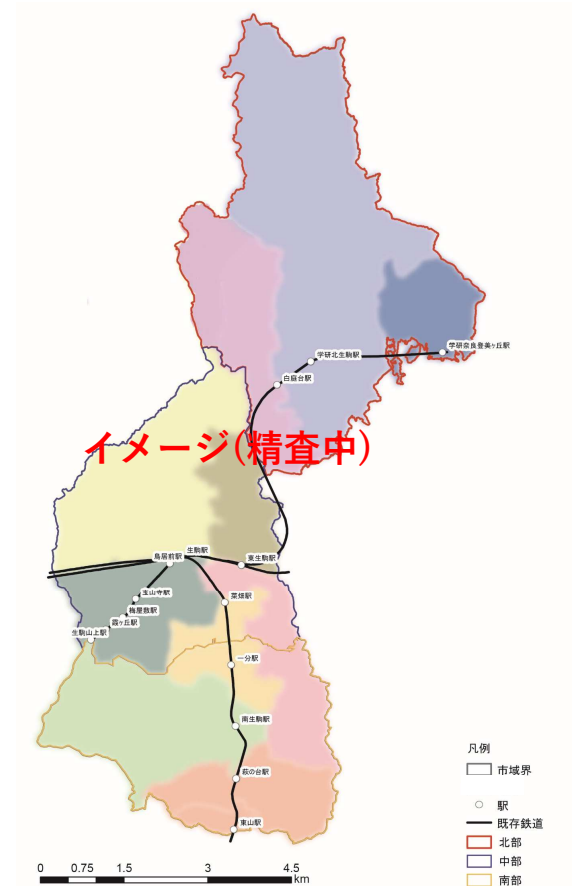 学研奈良登美ヶ丘駅
学研北生駒駅
白庭台駅
イメージ(精査中)
生駒駅
鳥居前駅
東生駒駅
宝山寺駅
菜畑駅
梅屋敷駅
霞ヶ丘駅
生駒山上駅
一分駅
南生駒駅
萩の台駅
東山駅
凡例
市域界
駅
既存鉄道
北部
中部
南部
0 0.75 1.5 3 4.5
km